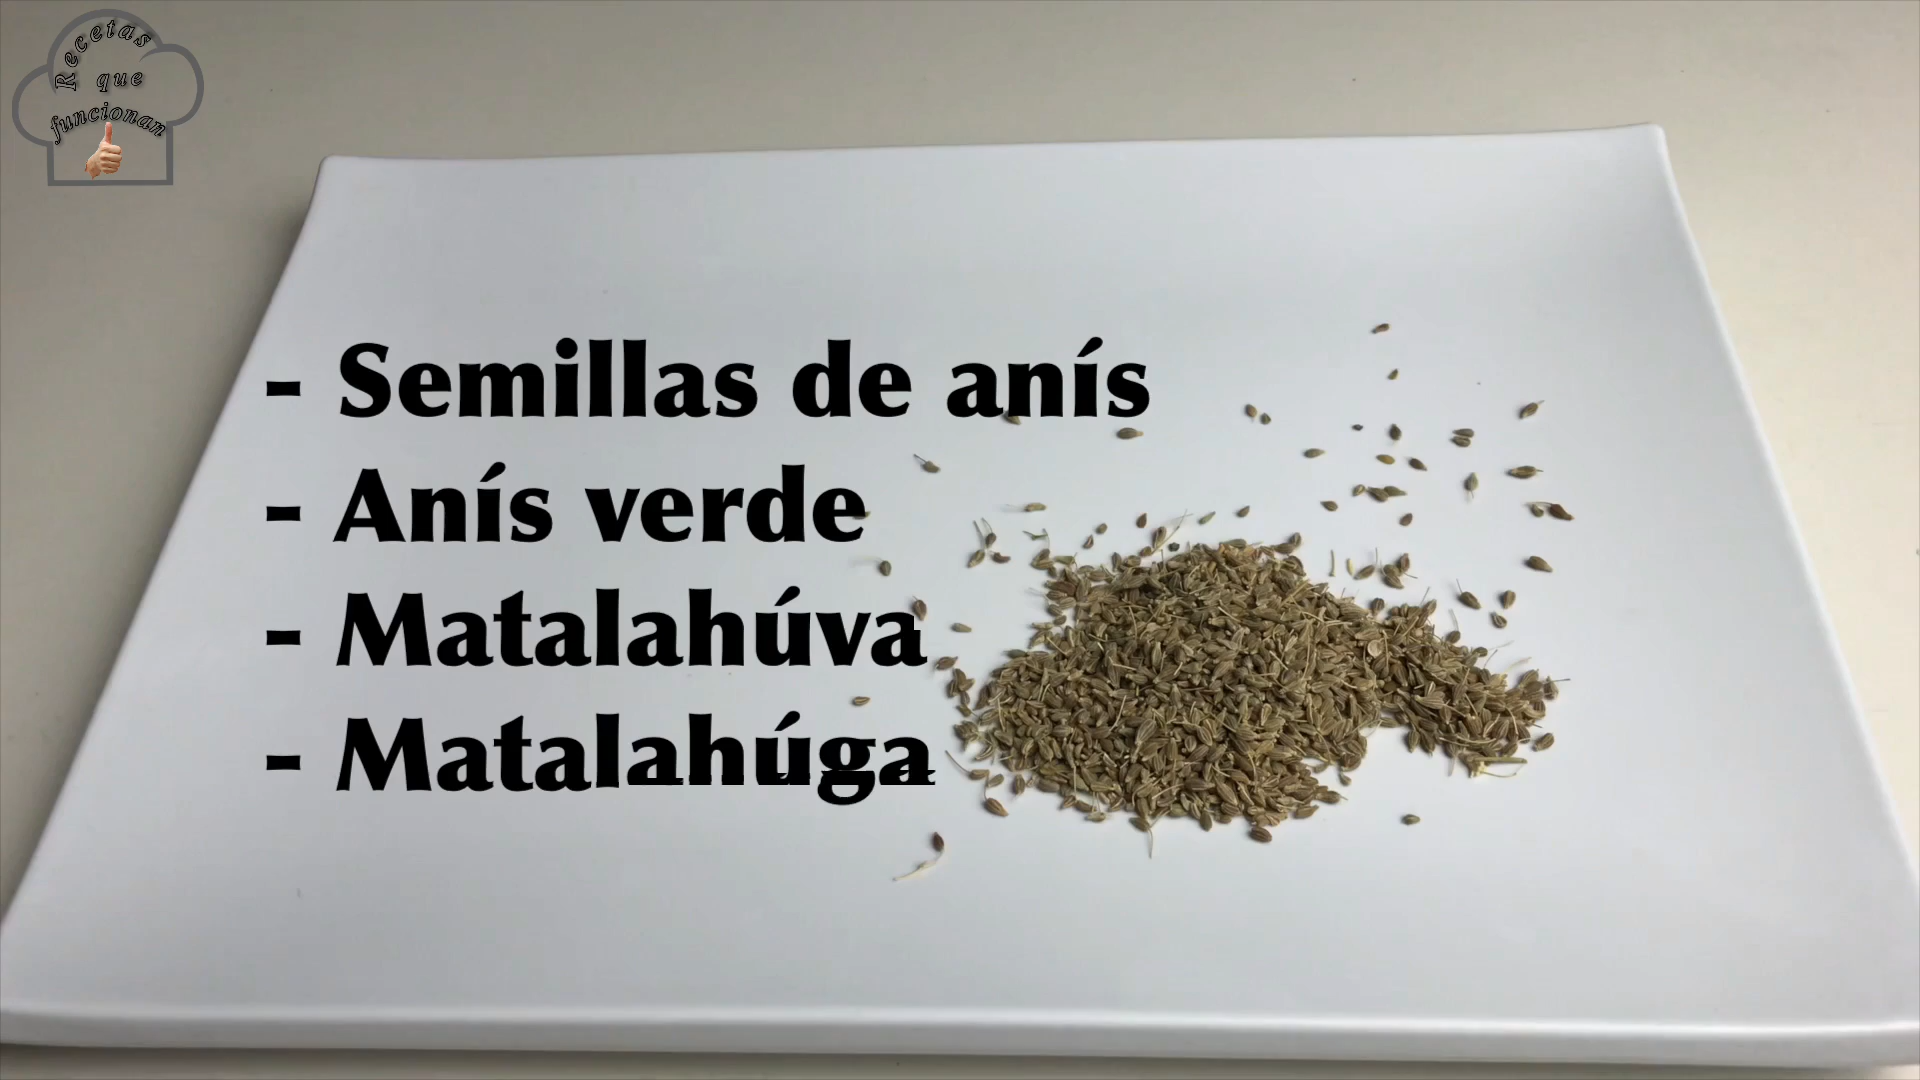 Recetas
que
funcionan
- Semillas de anís
- Anís verde
- Matalahúva
- Matalahúga